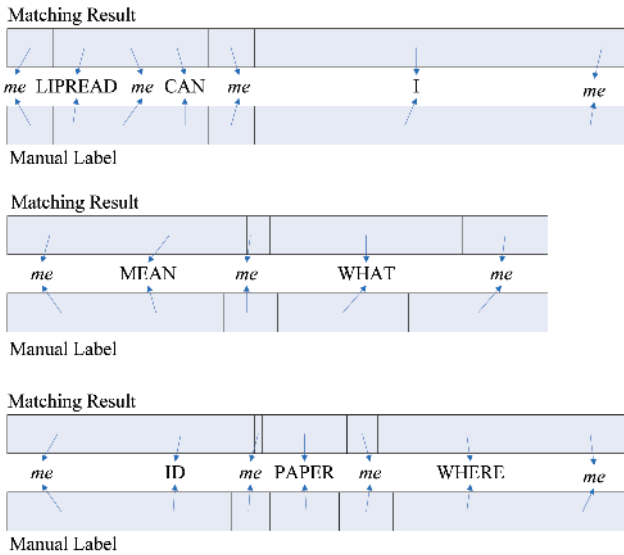 Matching Result
me LIPREAD me CAN me I me
Manual Label
Matching Result
me MEAN me WHAT me
Manual Label
Matching Result
me ID me PAPER me WHERE me
Manual Label